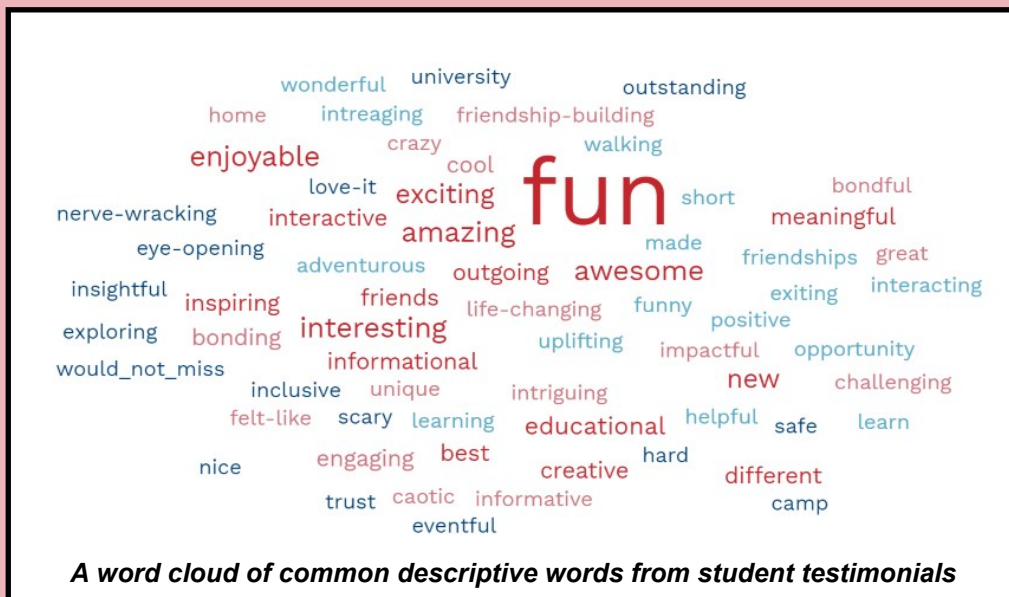 wonderful university outstanding
home intreaging friendship-building
crazy walking
enjoyable cool
love-it exciting fun short bondful
nerve-wracking interactive meaningful
amazing
eye-opening made
adventurous outgoing awesome friendships great
insightful inspiring friends life-changing funny exiting interacting
exploring bonding interesting positive
uplifting
would_not_miss informational impactful opportunity
inclusive unique intriguing new challenging
felt-like scary learning educational helpful safe learn
nice engaging best creative hard different
trust caotic informative camp
eventful
A word cloud of common descriptive words from student testimonials